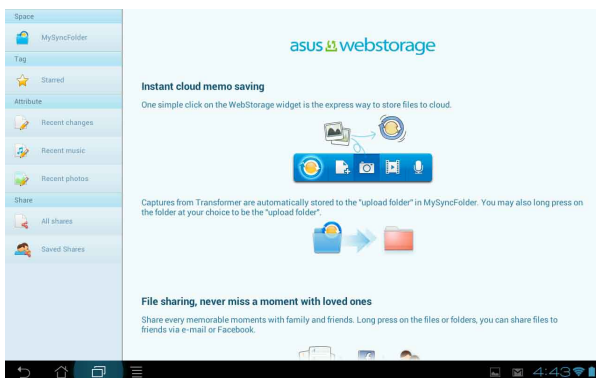 Space
MySyncFolder
Tag
Starred
Attribute
Recent changes
Recent music
Recent photos
Share
All shares
Saved Shares
asus webstorage
Instant cloud memo saving
One simple click on the WebStorage widget is the express way to store files to cloud.
Captures from Transformer are automatically stored to the "upload folder" in MySyncFolder. You may also long press on
the folder at your choice to be the "upload folder".
File sharing, never miss a moment with loved ones
Share every memorable moments with family and friends. Long press on the files or folders, you can share files to
friends via e-mail or Facebook.
4:43